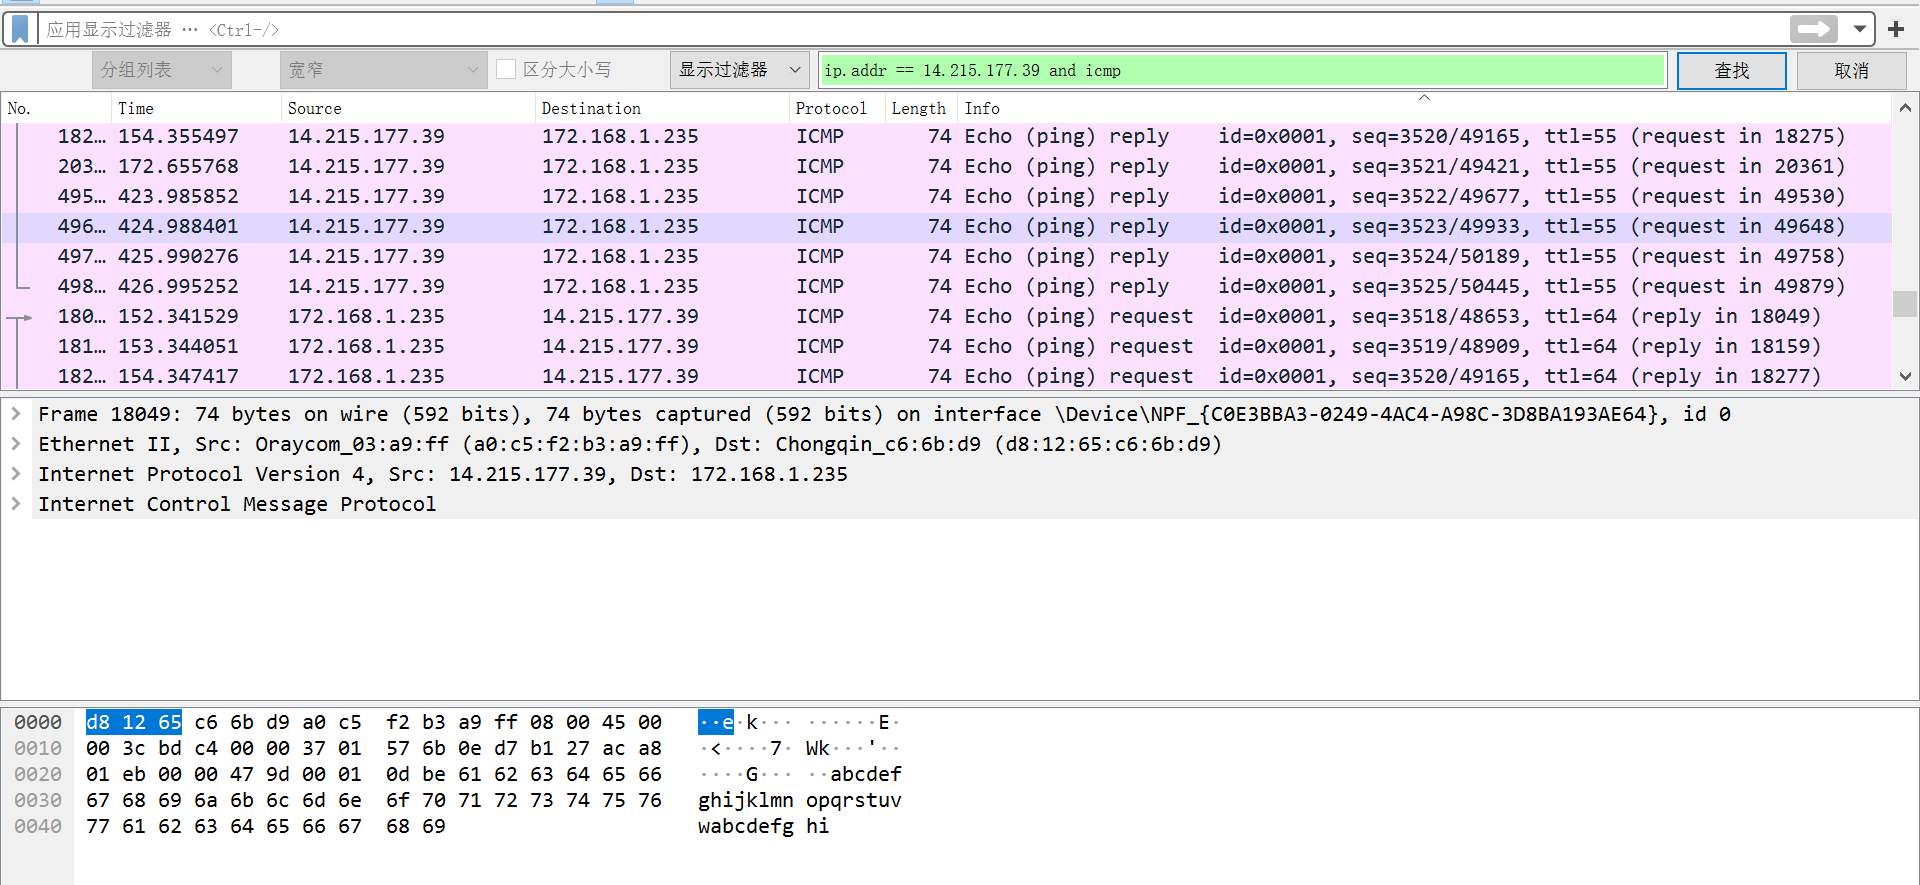 应用显示过滤器 … <Ctrl-/>
分组列表 宽窄 区分大小写 显示过滤器 ip.addr == 14.215.177.39 and icmp 查找 取消
No. Time Source Destination Protocol Length Info
182… 154.355497 14.215.177.39 172.168.1.235 ICMP 74 Echo (ping) reply id=0x0001, seq=3520/49165, ttl=55 (request in 18275)
203… 172.655768 14.215.177.39 172.168.1.235 ICMP 74 Echo (ping) reply id=0x0001, seq=3521/49421, ttl=55 (request in 20361)
495… 423.985852 14.215.177.39 172.168.1.235 ICMP 74 Echo (ping) reply id=0x0001, seq=3522/49677, ttl=55 (request in 49530)
496… 424.988401 14.215.177.39 172.168.1.235 ICMP 74 Echo (ping) reply id=0x0001, seq=3523/49933, ttl=55 (request in 49648)
497… 425.990276 14.215.177.39 172.168.1.235 ICMP 74 Echo (ping) reply id=0x0001, seq=3524/50189, ttl=55 (request in 49758)
498… 426.995252 14.215.177.39 172.168.1.235 ICMP 74 Echo (ping) reply id=0x0001, seq=3525/50445, ttl=55 (request in 49879)
180… 152.341529 172.168.1.235 14.215.177.39 ICMP 74 Echo (ping) request id=0x0001, seq=3518/48653, ttl=64 (reply in 18049)
181… 153.344051 172.168.1.235 14.215.177.39 ICMP 74 Echo (ping) request id=0x0001, seq=3519/48909, ttl=64 (reply in 18159)
182… 154.347417 172.168.1.235 14.215.177.39 ICMP 74 Echo (ping) request id=0x0001, seq=3520/49165, ttl=64 (reply in 18277)
Frame 18049: 74 bytes on wire (592 bits), 74 bytes captured (592 bits) on interface \Device\NPF_{C0E3BBA3-0249-4AC4-A98C-3D8BA193AE64}, id 0
Ethernet II, Src: Oraycom_03:a9:ff (a0:c5:f2:b3:a9:ff), Dst: Chongqin_c6:6b:d9 (d8:12:65:c6:6b:d9)
Internet Protocol Version 4, Src: 14.215.177.39, Dst: 172.168.1.235
Internet Control Message Protocol
0000 d8 12 65 c6 6b d9 a0 c5 f2 b3 a9 ff 08 00 45 00 ··e·k··· ······E·
0010 00 3c bd c4 00 00 37 01 57 6b 0e d7 b1 27 ac a8 ·<····7· Wk···'··
0020 01 eb 00 00 47 9d 00 01 0d be 61 62 63 64 65 66 ····G··· ··abcdef
0030 67 68 69 6a 6b 6c 6d 6e 6f 70 71 72 73 74 75 76 ghijklmn opqrstuv
0040 77 61 62 63 64 65 66 67 68 69 wabcdefg hi